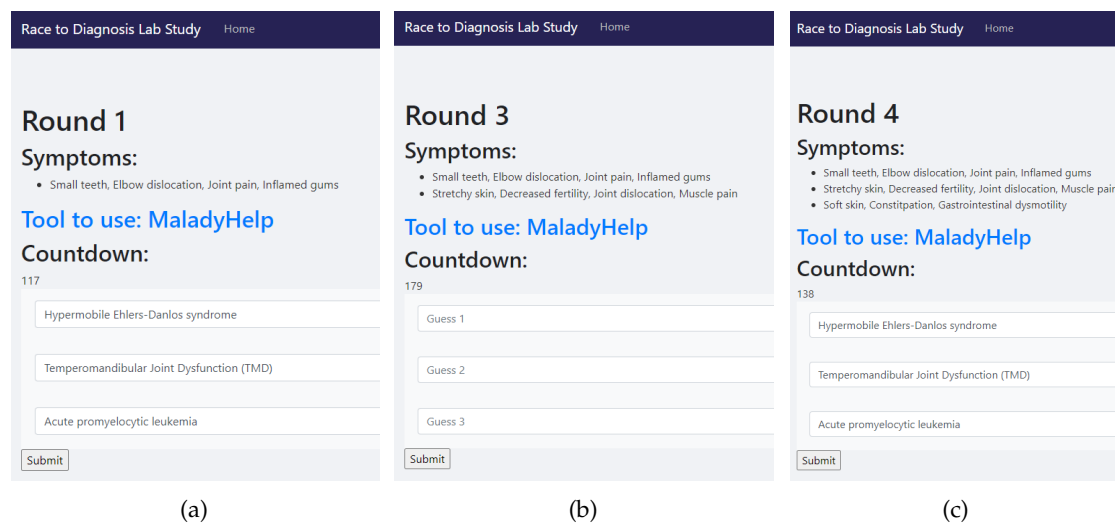 Race to Diagnosis Lab Study Home
Round 1
Symptoms:
Small teeth, Elbow dislocation, Joint pain, Inflamed gums
Tool to use: MaladyHelp
Countdown:
117
Hypermobile Ehlers-Danlos syndrome
Temperomandibular Joint Dysfunction (TMD)
Acute promyelocytic leukemia
Submit
(a)
Race to Diagnosis Lab Study Home
Round 3
Symptoms:
Small teeth, Elbow dislocation, Joint pain, Inflamed gums
Stretchy skin, Decreased fertility, Joint dislocation, Muscle pain
Tool to use: MaladyHelp
Countdown:
179
Guess 1
Guess 2
Guess 3
Submit
(b)
Race to Diagnosis Lab Study Home
Round 4
Symptoms:
Small teeth, Elbow dislocation, Joint pain, Inflamed gums
Stretchy skin, Decreased fertility, Joint dislocation, Muscle pain
Soft skin, Constitpation, Gastrointestinal dysmotility
Tool to use: MaladyHelp
Countdown:
138
Hypermobile Ehlers-Danlos syndrome
Temperomandibular Joint Dysfunction (TMD)
Acute promyelocytic leukemia
Submit
(c)